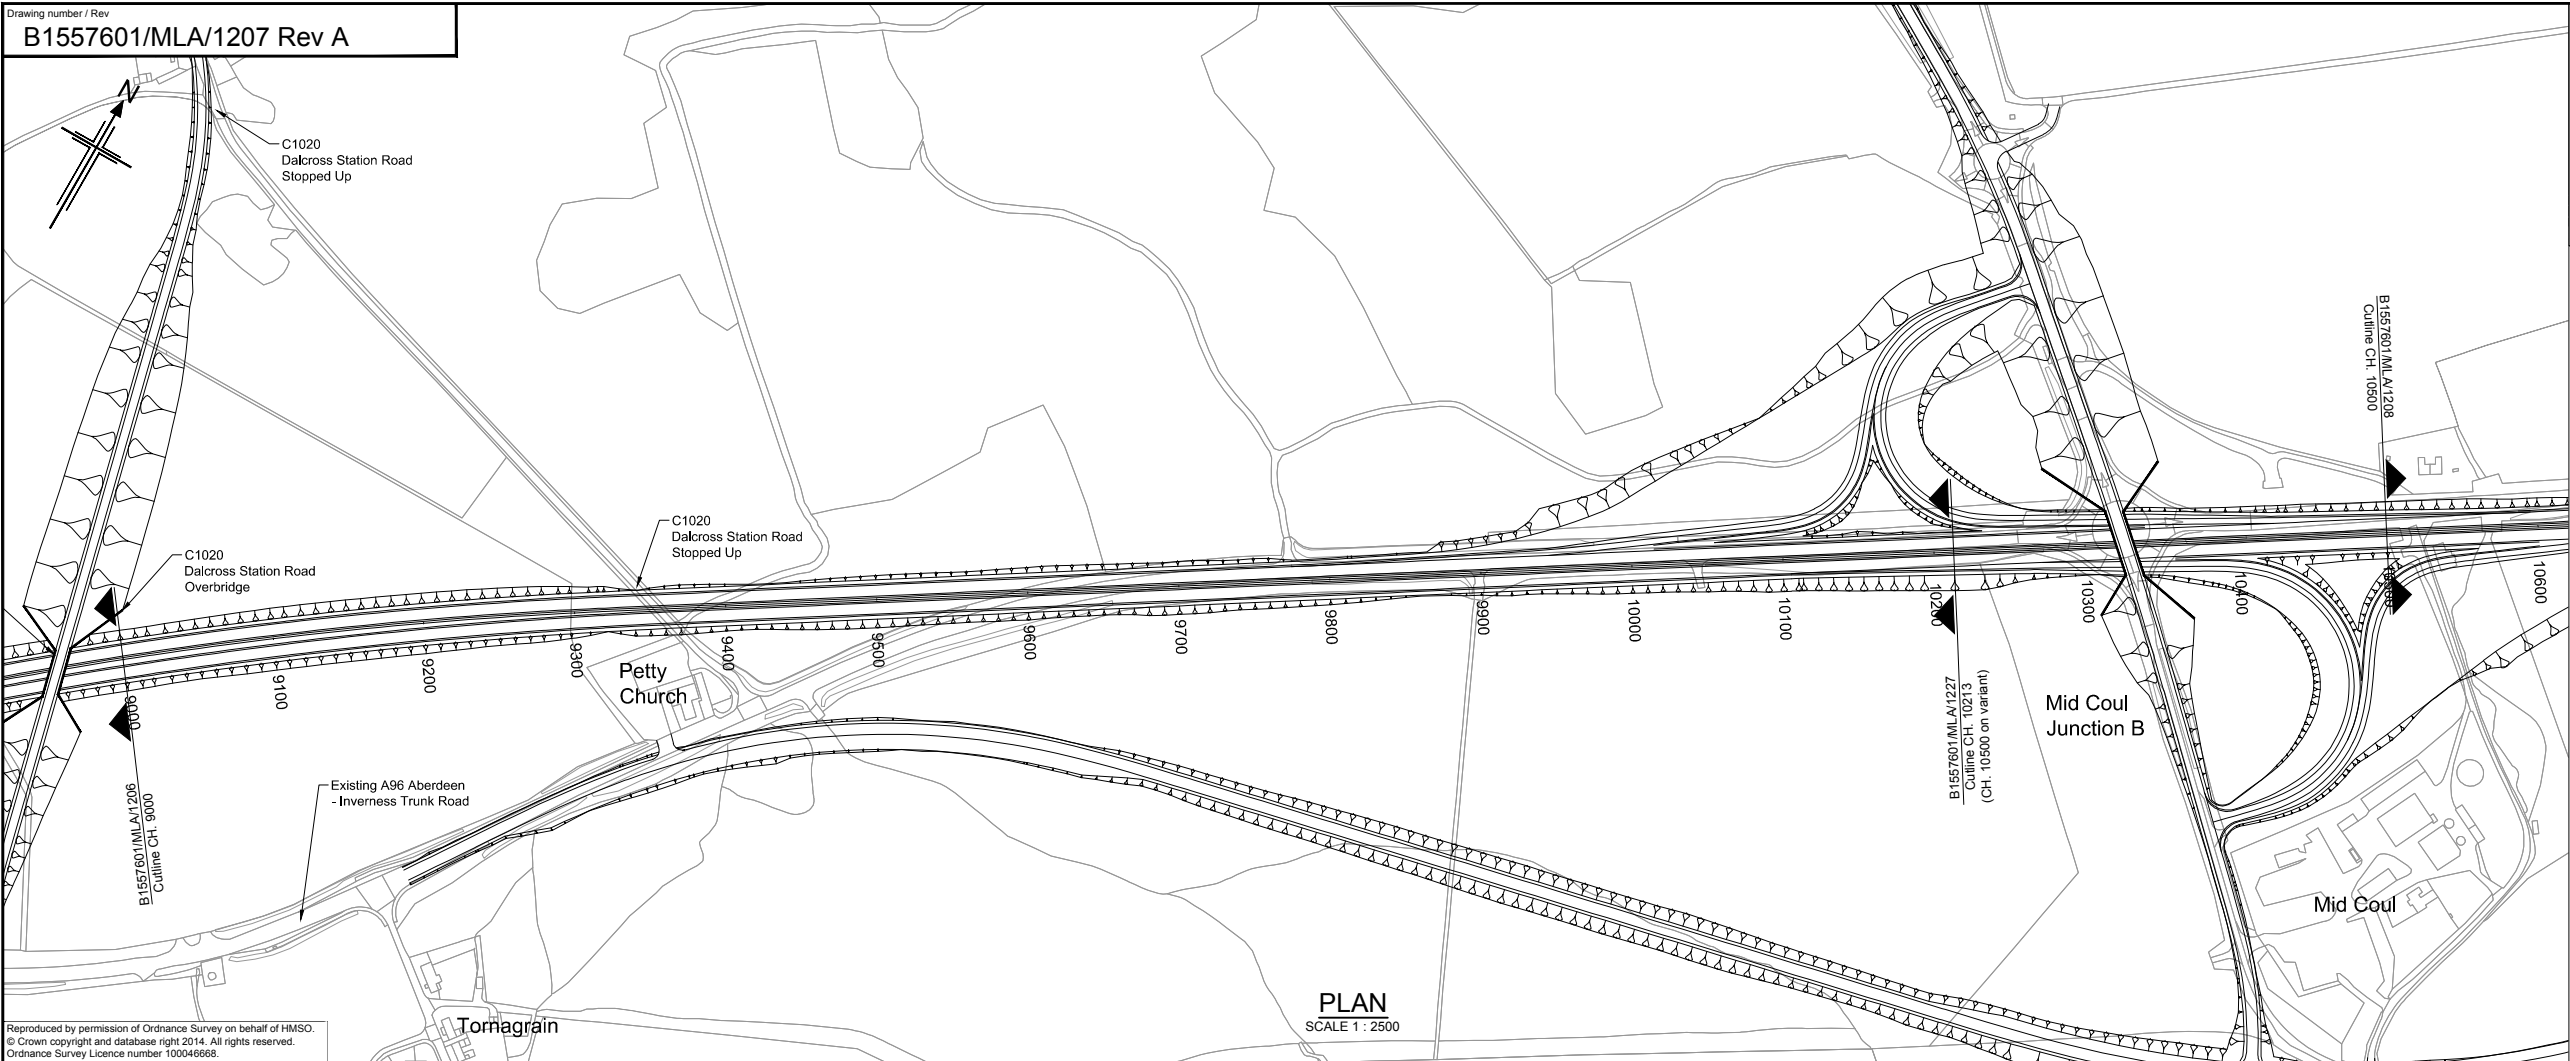 Drawing number / Rev
B1557601/MLA/1207 Rev A
N
C1020
Dalcross Station Road
Stopped Up
C1020
Dalcross Station Road
Overbridge
C1020
Dalcross Station Road
Stopped Up
B1557601/MLA/1208
Cutline CH. 10500
9000
9100
9200
9300
9400
9500
9600
9700
9800
9900
10000
10100
10200
10300
10400
10600
Petty
Church
B1557601/MLA/1206
Cutline CH. 9000
B1557601/MLA/1227
Cutline CH. 10213
(CH. 10500 on variant)
Mid Coul
Junction B
Existing A96 Aberdeen
- Inverness Trunk Road
Mid Coul
Tornagrain
PLAN
SCALE 1 : 2500
Reproduced by permission of Ordnance Survey on behalf of HMSO.
© Crown copyright and database right 2014. All rights reserved.
Ordnance Survey Licence number 100046668.